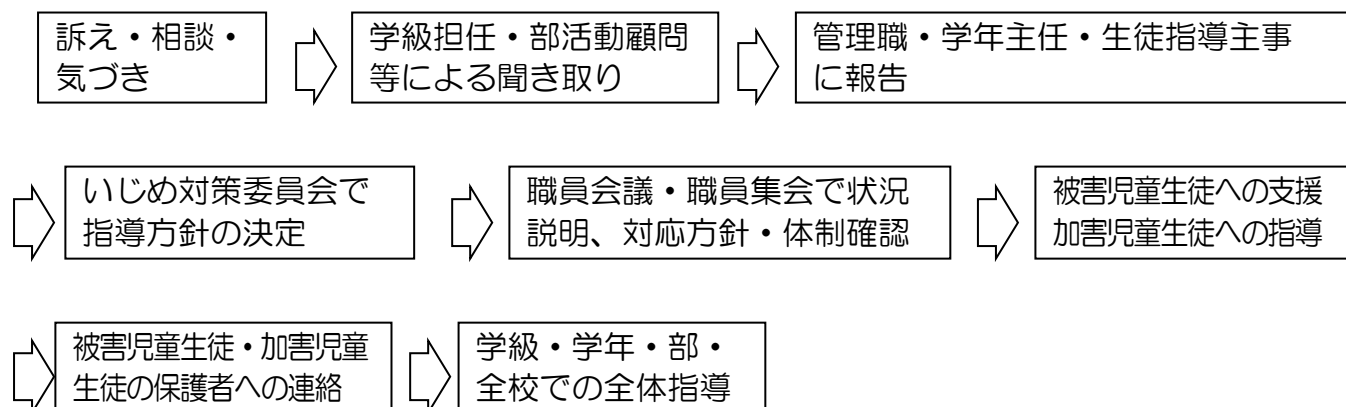 訴え・相談・
気づき
学級担任・部活動顧問
等による聞き取り
管理職・学年主任・生徒指導主事
に報告
いじめ対策委員会で
指導方針の決定
職員会議・職員集会で状況
説明、対応方針・体制確認
被害児童生徒への支援
加害児童生徒への指導
被害児童生徒・加害児童
生徒の保護者への連絡
学級・学年・部・
全校での全体指導